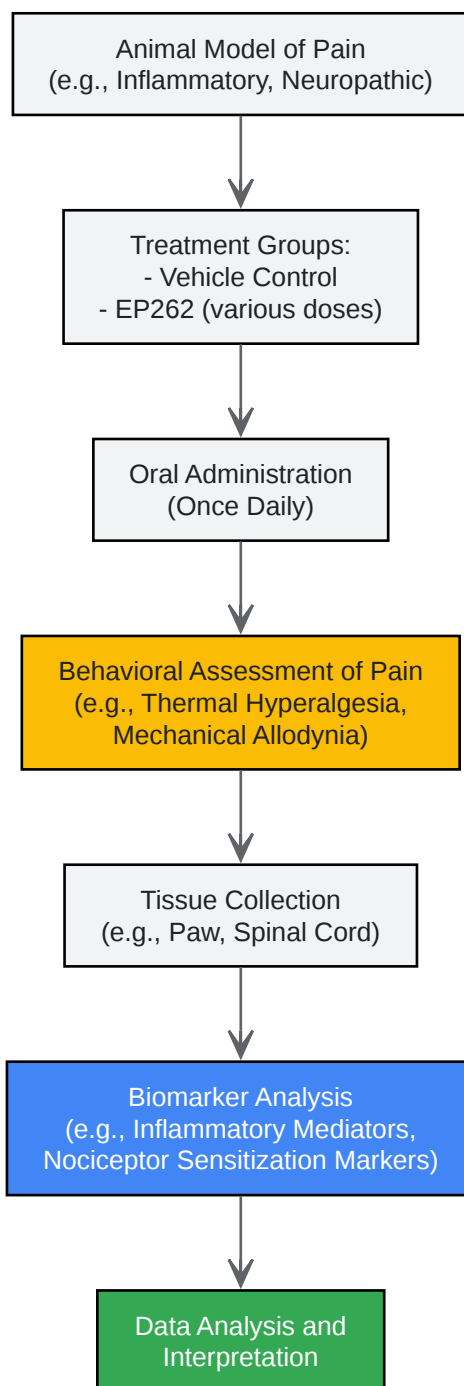 Animal Model of Pain
(e.g., Inflammatory, Neuropathic)
Treatment Groups:
- Vehicle Control
- EP262 (various doses)
Oral Administration
(Once Daily)
Behavioral Assessment of Pain
(e.g., Thermal Hyperalgesia,
Mechanical Allodynia)
Tissue Collection
(e.g., Paw, Spinal Cord)
Biomarker Analysis
(e.g., Inflammatory Mediators,
Nociceptor Sensitization Markers)
Data Analysis and
Interpretation